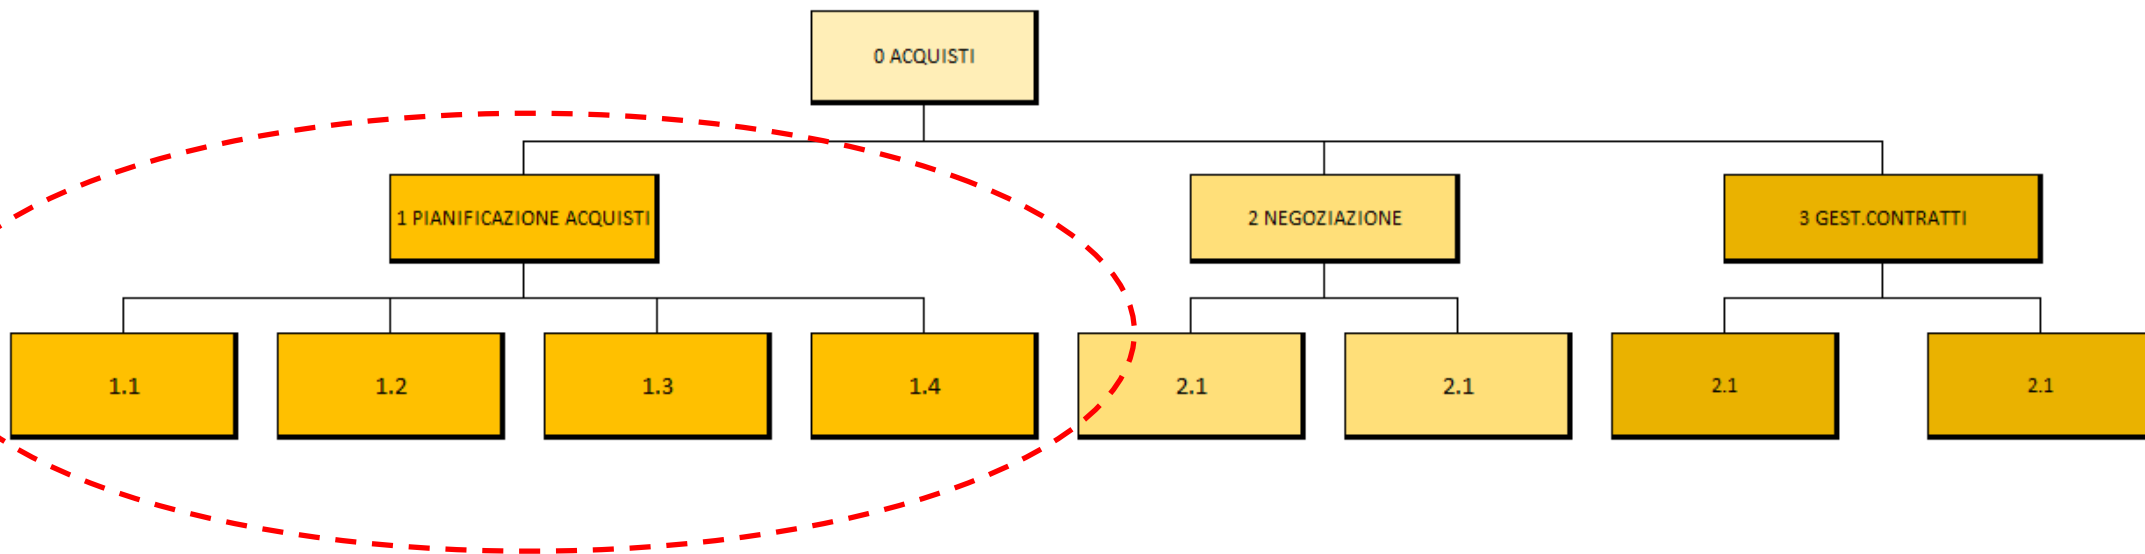 0 ACQUISTI
1 PIANIFICAZIONE ACQUISTI
2 NEGOZIAZIONE
3 GEST.CONTRATTI
1.1
1.2
1.3
1.4
2.1
2.1
2.1
2.1